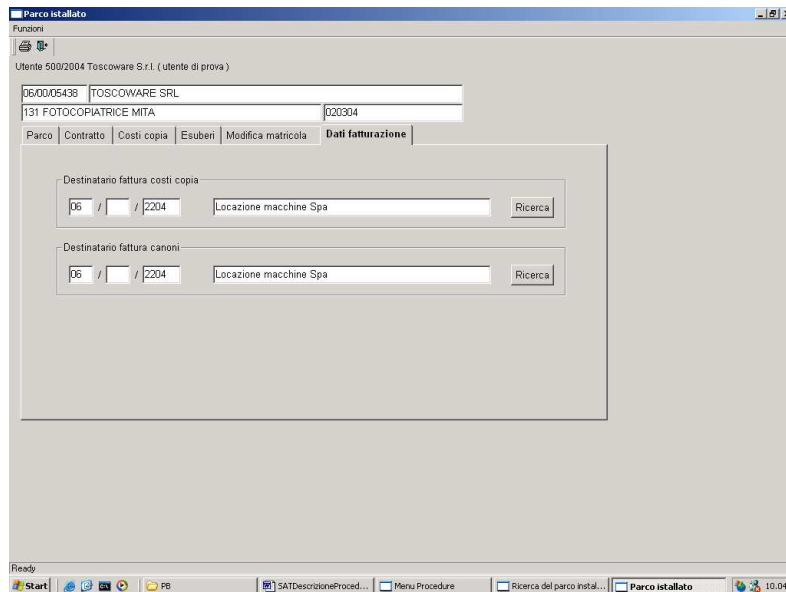 Parco istallato
Funzioni
Utente 500/2004 Toscoware S.r.l. ( utente di prova )
06/00/05438 TOSCOWARE SRL
131 FOTOCOPIATRICE MITA 020304
Parco Contratto Costi copia Esuberi Modifica matricola Dati fatturazione
Destinatario fattura costi copia
06 / / 2204 Locazione macchine Spa Ricerca
Destinatario fattura canoni
06 / / 2204 Locazione macchine Spa Ricerca
Ready
Start PB SATDescrizioneProced... Menu Procedure Ricerca del parco instal... Parco istallato 10.04